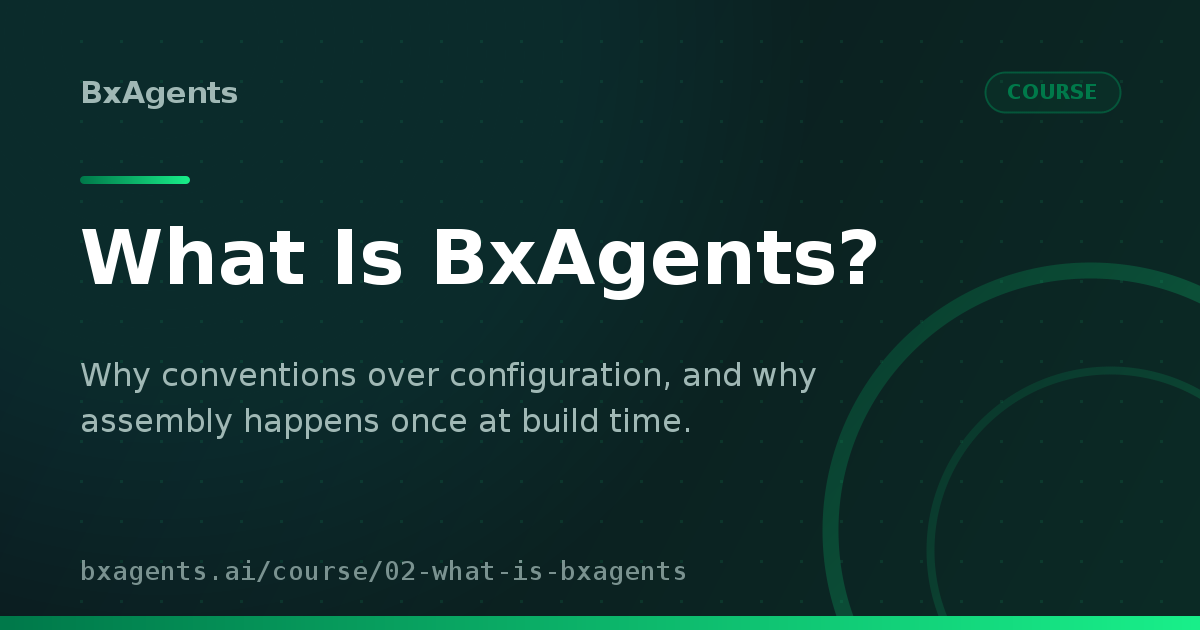 BxAgents
COURSE
What Is BxAgents?
Why conventions over configuration, and why
assembly happens once at build time.
bxagents.ai/course/02-what-is-bxagents